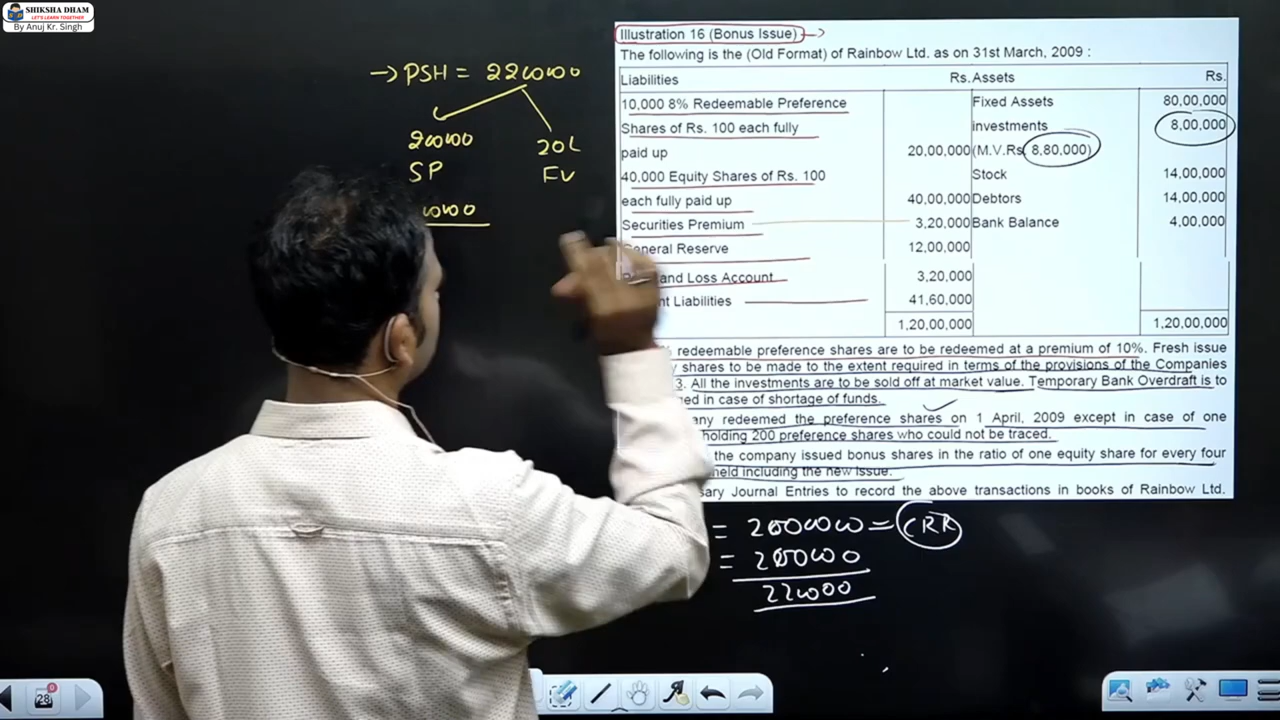 SHIKSHA DHAM
LET'S LEARN TOGETHER
By Anuj Kr. Singh
→ PSH = 2200000
200000 20L
SP FV
Illustration 16 (Bonus Issue)
The following is the (Old Format) of Rainbow Ltd. as on 31st March, 2009 :
Liabilities Rs. Assets Rs.
10,000 8% Redeemable Preference Fixed Assets 80,00,000
Shares of Rs. 100 each fully investments 8,00,000
paid up 20,00,000 (M.V.Rs 8,80,000)
40,000 Equity Shares of Rs. 100 Stock 14,00,000
each fully paid up 40,00,000 Debtors 14,00,000
Securities Premium 3,20,000 Bank Balance 4,00,000
General Reserve 12,00,000
and Loss Account 3,20,000
Liabilities 41,60,000
1,20,00,000 1,20,00,000
redeemable preference shares are to be redeemed at a premium of 10%. Fresh issue
shares to be made to the extent required in terms of the provisions of the Companies
3. All the investments are to be sold off at market value. Temporary Bank Overdraft is to
in case of shortage of funds.
redeemed the preference shares on 1 April, 2009 except in case of one
holding 200 preference shares who could not be traced.
the company issued bonus shares in the ratio of one equity share for every four
held including the new issue.
Journal Entries to record the above transactions in books of Rainbow Ltd.
= 2000000 = CRR
= 200000
28